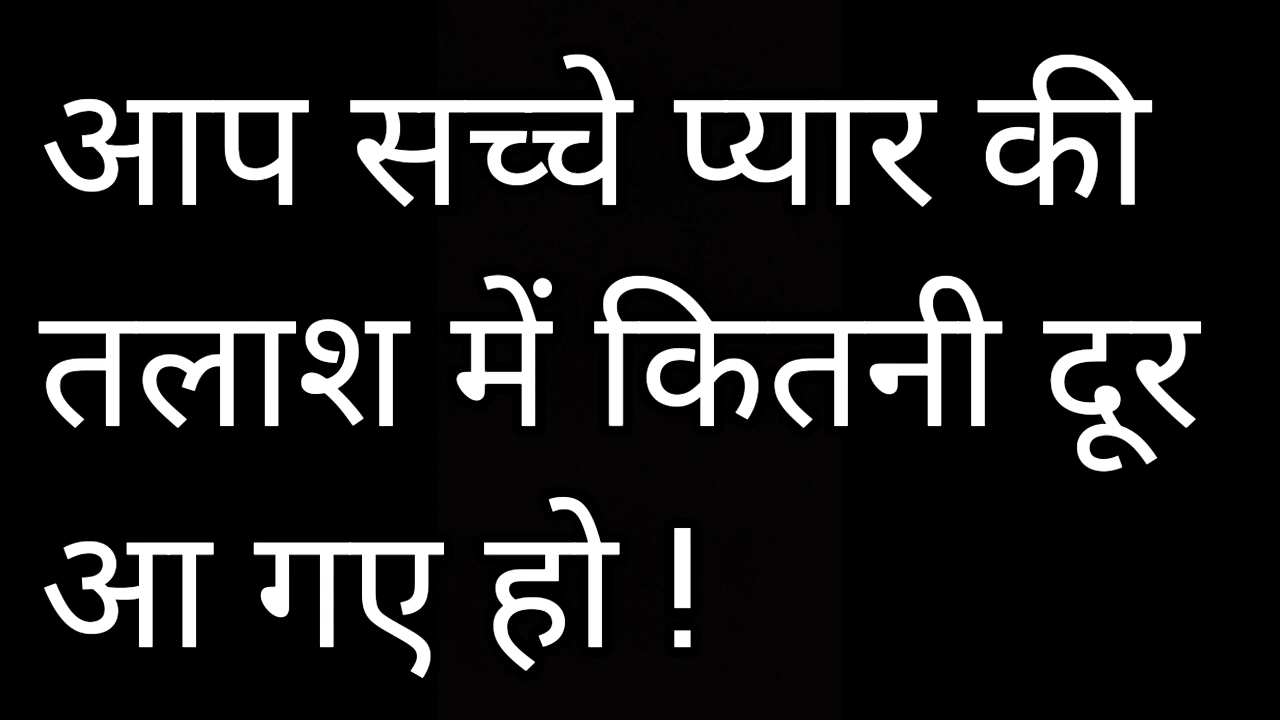 आप सच्चे प्यार की
तलाश में कितनी दूर
आ गए हो !